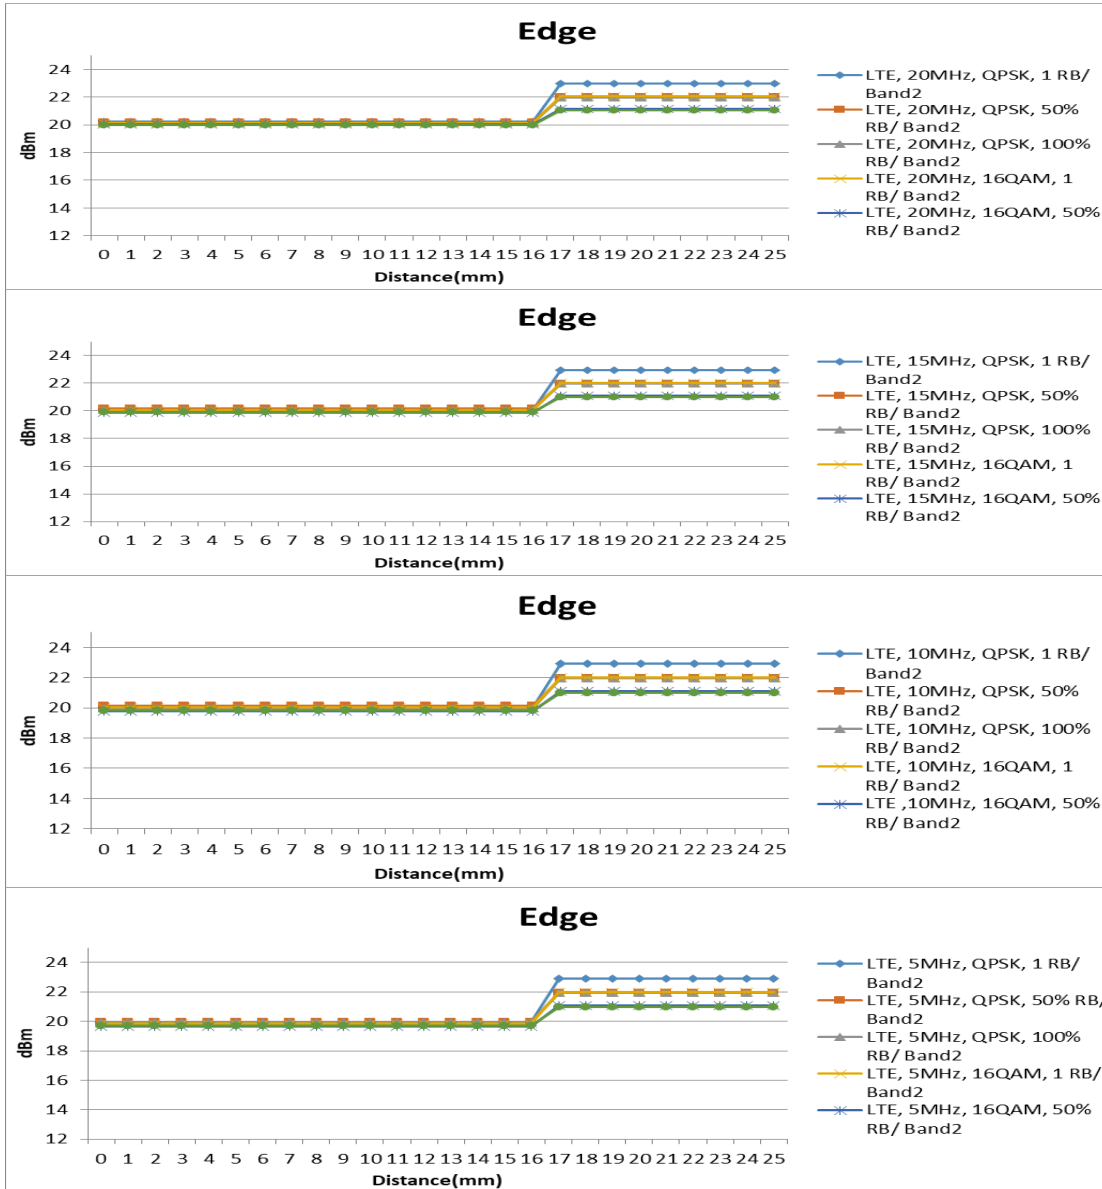 Edge
24
22
20
18
16
14
12
dBm
0 1 2 3 4 5 6 7 8 9 10 11 12 13 14 15 16 17 18 19 20 21 22 23 24 25
Distance(mm)
LTE, 20MHz, QPSK, 1 RB/
Band2
LTE, 20MHz, QPSK, 50%
RB/ Band2
LTE, 20MHz, QPSK, 100%
RB/ Band2
LTE, 20MHz, 16QAM, 1
RB/ Band2
LTE, 20MHz, 16QAM, 50%
RB/ Band2
Edge
24
22
20
18
16
14
12
dBm
0 1 2 3 4 5 6 7 8 9 10 11 12 13 14 15 16 17 18 19 20 21 22 23 24 25
Distance(mm)
LTE, 15MHz, QPSK, 1 RB/
Band2
LTE, 15MHz, QPSK, 50%
RB/ Band2
LTE, 15MHz, QPSK, 100%
RB/ Band2
LTE, 15MHz, 16QAM, 1
RB/ Band2
LTE, 15MHz, 16QAM, 50%
RB/ Band2
Edge
24
22
20
18
16
14
12
dBm
0 1 2 3 4 5 6 7 8 9 10 11 12 13 14 15 16 17 18 19 20 21 22 23 24 25
Distance(mm)
LTE, 10MHz, QPSK, 1 RB/
Band2
LTE, 10MHz, QPSK, 50%
RB/ Band2
LTE, 10MHz, QPSK, 100%
RB/ Band2
LTE, 10MHz, 16QAM, 1
RB/ Band2
LTE ,10MHz, 16QAM, 50%
RB/ Band2
Edge
24
22
20
18
16
14
12
dBm
0 1 2 3 4 5 6 7 8 9 10 11 12 13 14 15 16 17 18 19 20 21 22 23 24 25
Distance(mm)
LTE, 5MHz, QPSK, 1 RB/
Band2
LTE, 5MHz, QPSK, 50% RB/
Band2
LTE, 5MHz, QPSK, 100%
RB/ Band2
LTE, 5MHz, 16QAM, 1 RB/
Band2
LTE, 5MHz, 16QAM, 50%
RB/ Band2